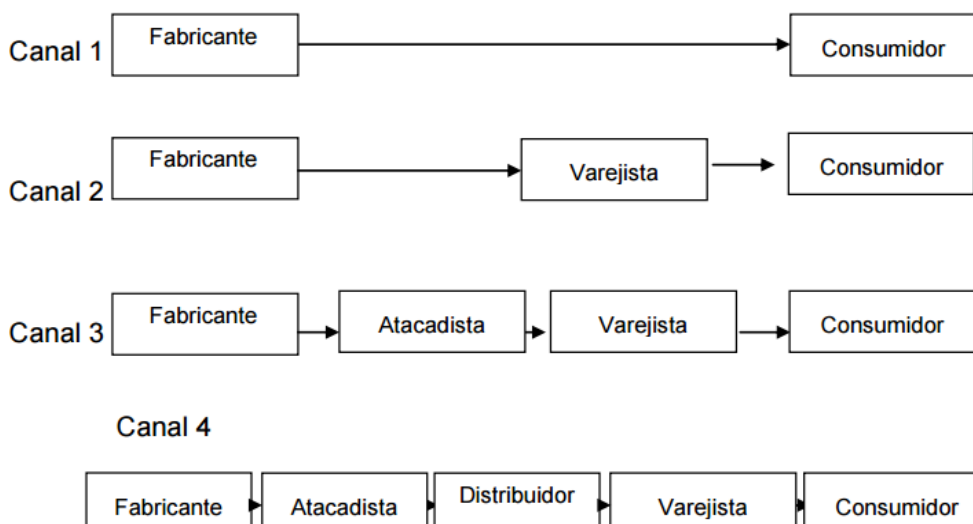 Canal 1
Fabricante
Consumidor
Canal 2
Fabricante
Varejista
Consumidor
Canal 3
Fabricante
Atacadista
Varejista
Consumidor
Canal 4
Fabricante
Atacadista
Distribuidor
Varejista
Consumidor